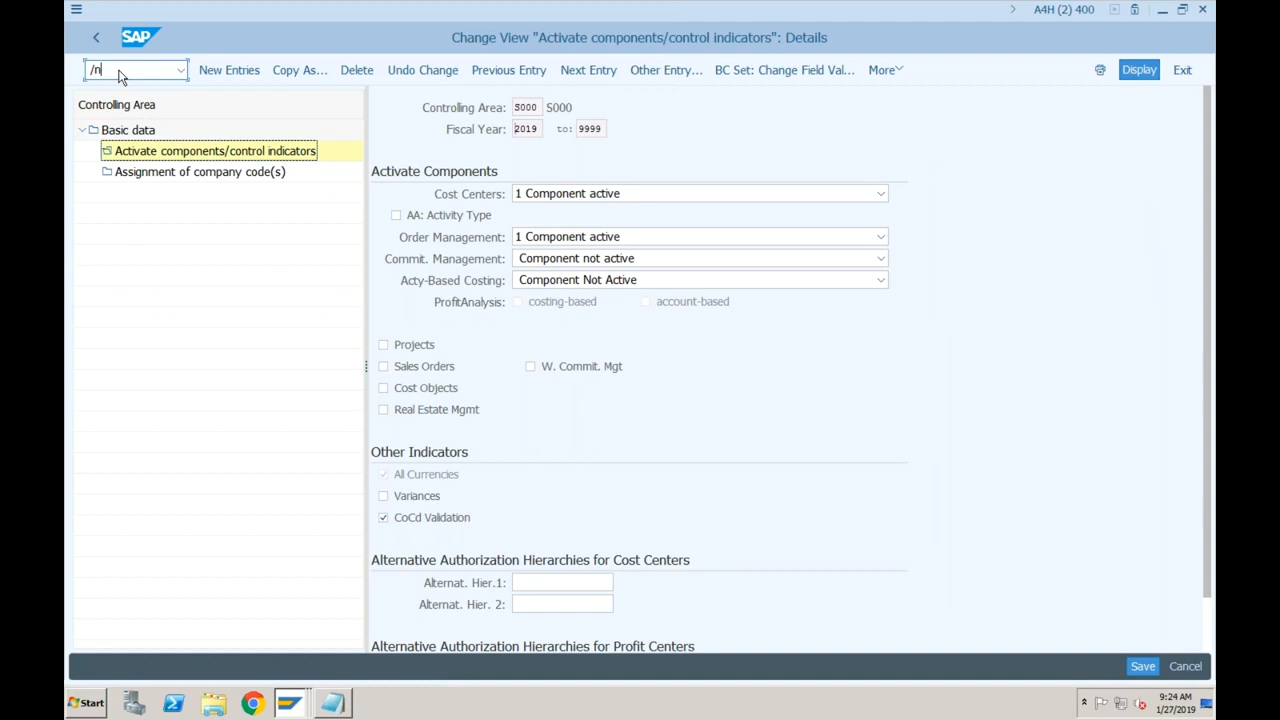 A4H (2) 400
SAP
Change View "Activate components/control indicators": Details
/n
New Entries Copy As... Delete Undo Change Previous Entry Next Entry Other Entry... BC Set: Change Field Val... More Display Exit
Controlling Area
Basic data
Activate components/control indicators
Assignment of company code(s)
Controling Area: S000 S000
Fiscal Year: 2019 to: 9999
Activate Components
Cost Centers: 1 Component active
AA: Activity Type
Order Management: 1 Component active
Commit. Management: Component not active
Acty-Based Costing: Component Not Active
ProfitAnalysis: costing-based account-based
Projects
Sales Orders W. Commit. Mgt
Cost Objects
Real Estate Mgmt
Other Indicators
All Currencies
Variances
CoCd Validation
Alternative Authorization Hierarchies for Cost Centers
Alternat. Hier.1:
Alternat. Hier. 2:
Alternative Authorization Hierarchies for Profit Centers
Save Cancel
Start
9:24 AM
1/27/2019